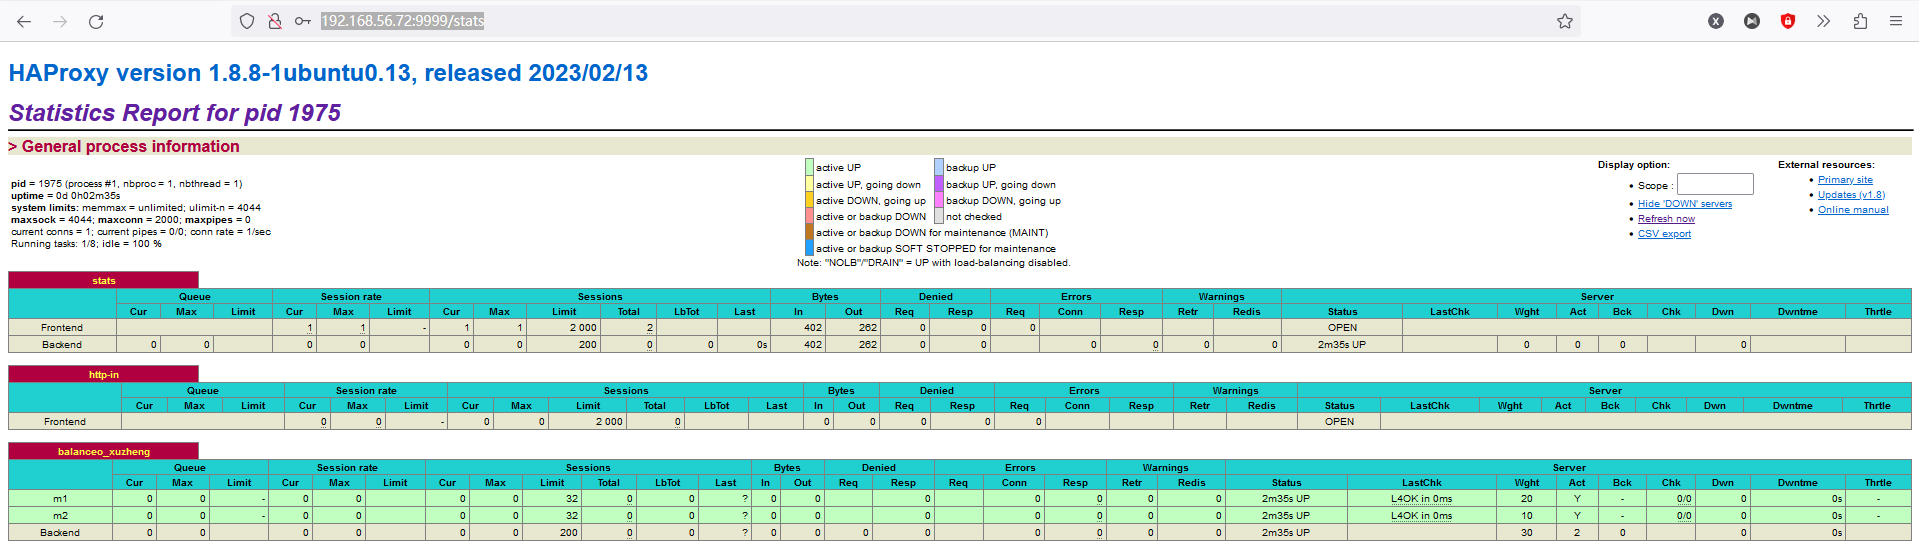 192.168.56.72:9999/stats
HAProxy version 1.8.8-1ubuntu0.13, released 2023/02/13
Statistics Report for pid 1975
> General process information
pid = 1975 (process #1, nbproc = 1, nbthread = 1)
uptime = 0d 0h02m35s
system limits: memmax = unlimited; ulimit-n = 4044
maxsock = 4044; maxconn = 2000; maxpipes = 0
current conns = 1; current pipes = 0/0; conn rate = 1/sec
Running tasks: 1/8; idle = 100 %
active UP backup UP
active UP, going down backup UP, going down
active DOWN, going up backup DOWN, going up
active or backup DOWN not checked
active or backup DOWN for maintenance (MAINT)
active or backup SOFT STOPPED for maintenance
Note: "NOLB"/"DRAIN" = UP with load-balancing disabled.
Display option:
Scope :
Hide 'DOWN' servers
Refresh now
CSV export
External resources:
Primary site
Updates (v1.8)
Online manual
stats
Queue Session rate Sessions Bytes Denied Errors Warnings Server
Cur Max Limit Cur Max Limit Cur Max Limit Total LbTot Last In Out Req Resp Req Conn Resp Retr Redis Status LastChk Wght Act Bck Chk Dwn Dwntme Thrtle
Frontend 1 1 - 1 1 2 000 2 402 262 0 0 0 OPEN
Backend 0 0 0 0 0 0 200 0 0 0s 402 262 0 0 0 0 0 0 2m35s UP 0 0 0 0
http-in
Queue Session rate Sessions Bytes Denied Errors Warnings Server
Cur Max Limit Cur Max Limit Cur Max Limit Total LbTot Last In Out Req Resp Req Conn Resp Retr Redis Status LastChk Wght Act Bck Chk Dwn Dwntme Thrtle
Frontend 0 0 - 0 0 2 000 0 0 0 0 0 0 OPEN
balanceo_xuzheng
Queue Session rate Sessions Bytes Denied Errors Warnings Server
Cur Max Limit Cur Max Limit Cur Max Limit Total LbTot Last In Out Req Resp Req Conn Resp Retr Redis Status LastChk Wght Act Bck Chk Dwn Dwntme Thrtle
m1 0 0 - 0 0 0 0 32 0 0 ? 0 0 0 0 0 0 0 2m35s UP L4OK in 0ms 20 Y - 0/0 0 0s -
m2 0 0 - 0 0 0 0 32 0 0 ? 0 0 0 0 0 0 0 2m35s UP L4OK in 0ms 10 Y - 0/0 0 0s -
Backend 0 0 0 0 0 0 200 0 0 ? 0 0 0 0 0 0 0 0 2m35s UP 30 2 0 0 0s